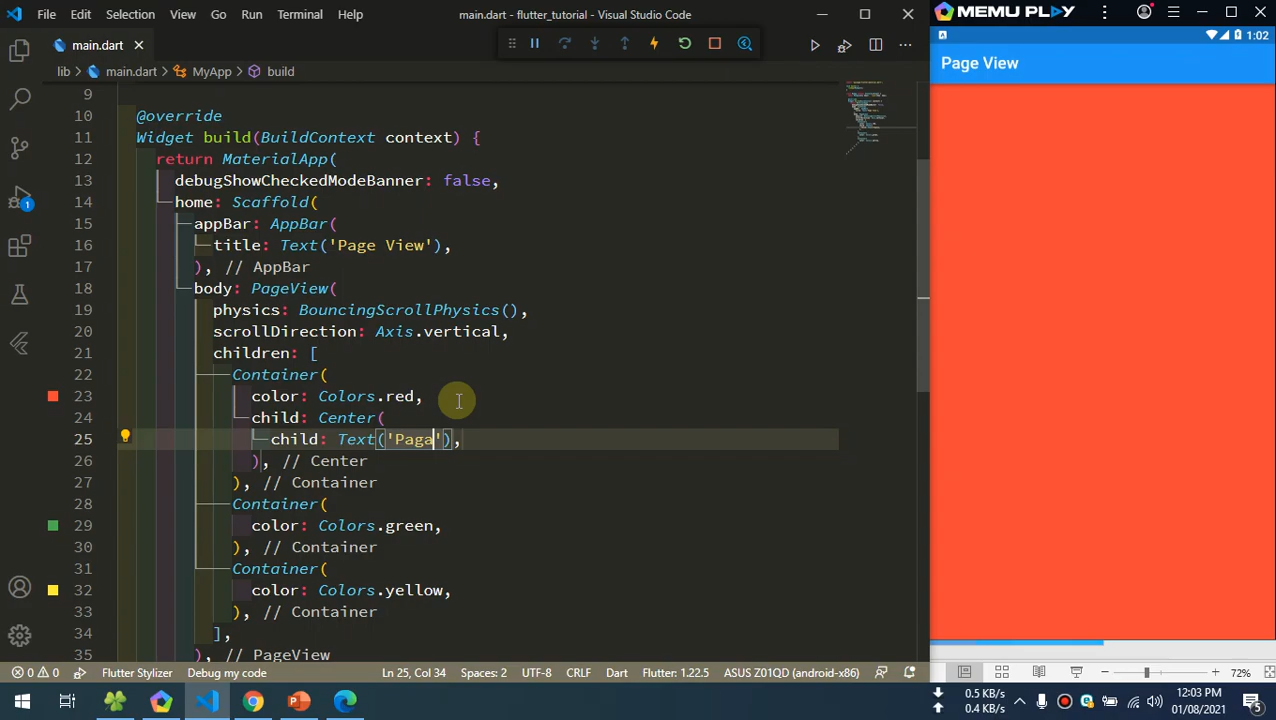 File Edit Selection View Go Run Terminal Help main.dart - flutter_tutorial - Visual Studio Code
MEMU PLAY
main.dart
1:02
lib > main.dart > MyApp > build
Page View
9
10 @override
11 Widget build(BuildContext context) {
12 return MaterialApp(
13 debugShowCheckedModeBanner: false,
14 home: Scaffold(
15 appBar: AppBar(
16 title: Text('Page View'),
17 ), // AppBar
18 body: PageView(
19 physics: BouncingScrollPhysics(),
20 scrollDirection: Axis.vertical,
21 children: [
22 Container(
23 color: Colors.red,
24 child: Center(
25 child: Text('Paga'),
26 ), // Center
27 ), // Container
28 Container(
29 color: Colors.green,
30 ), // Container
31 Container(
32 color: Colors.yellow,
33 ), // Container
34 ],
), // PageView
1
0 0 Flutter Stylizer Debug my code Ln 25, Col 34 Spaces: 2 UTF-8 CRLF Dart Flutter: 1.22.5 ASUS Z01QD (android-x86)
72%
0.5 KB/s
0.4 KB/s
12:03 PM
01/08/2021
5